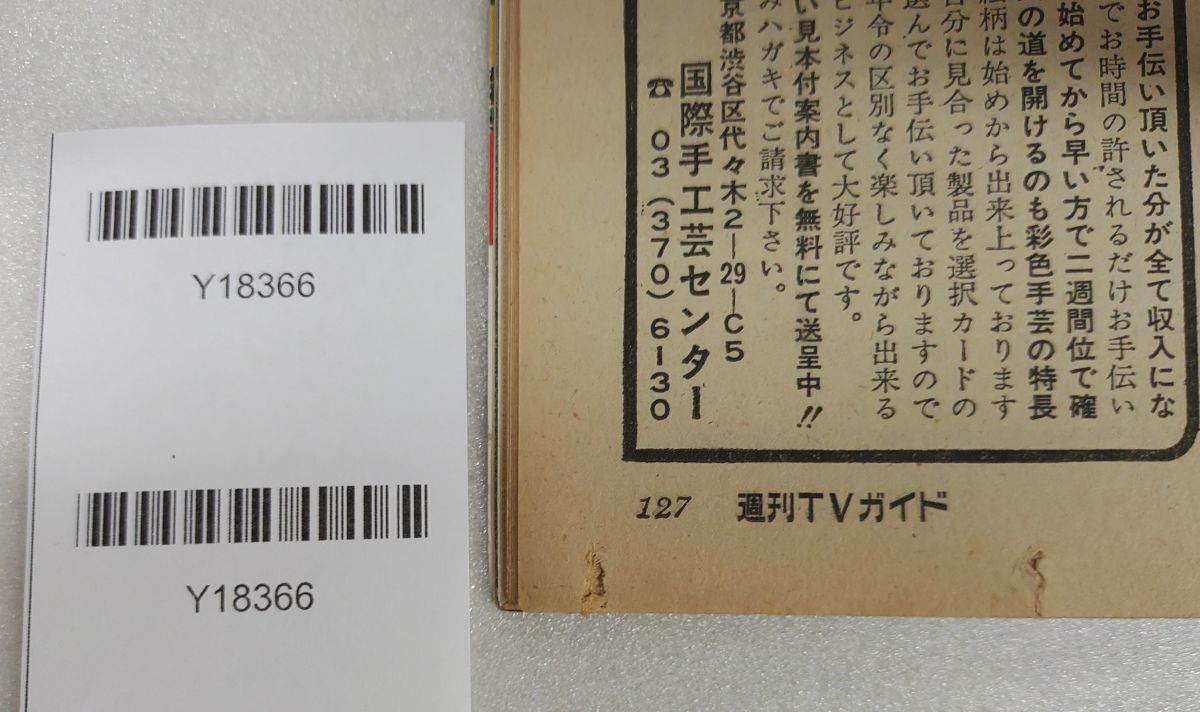 Y18366
Y18366
お手伝い頂いた分が全て収入にな
でお時間の許されるだけお手伝い
始めてから早い方で二週間位で確
の道を開けるのも彩色手芸の特長
絵柄は始めから出来上っております
自分に見合った製品を選択カードの
選んでお手伝い頂いておりますので
年令の区別なく楽しみながら出来る
ビジネスとして大好評です。
い見本付案内書を無料にて送呈中!!
みハガキでご請求下さい。
京都渋谷区代々木2―29―C5
国際手工芸センター
☎ 03(370)6130
127 週刊TVガイド